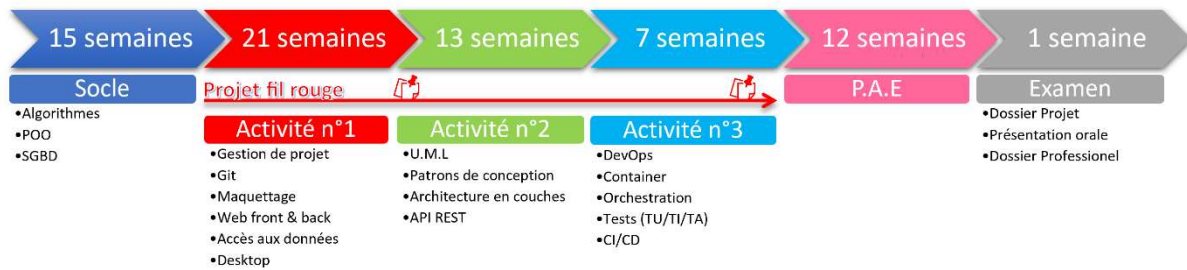 15 semaines
21 semaines
13 semaines
7 semaines
12 semaines
1 semaine
Socle
•Algorithmes
•POO
•SGBD
Projet fil rouge
Activité n°1
•Gestion de projet
•Git
•Maquettage
•Web front & back
•Accès aux données
•Desktop
Activité n°2
•U.M.L
•Patrons de conception
•Architecture en couches
•API REST
Activité n°3
•DevOps
•Container
•Orchestration
•Tests (TU/TI/TA)
•CI/CD
P.A.E
Examen
•Dossier Projet
•Présentation orale
•Dossier Professionel